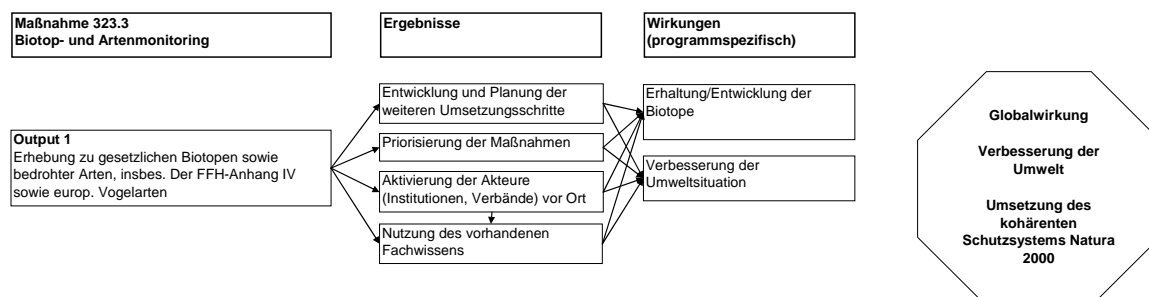 Maßnahme 323.3
Biotop- und Artenmonitoring
Ergebnisse
Wirkungen
(programmspezifisch)
Output 1
Erhebung zu gesetzlichen Biotopen sowie
bedrohter Arten, insbes. Der FFH-Anhang IV
sowie europ. Vogelarten
Entwicklung und Planung der
weiteren Umsetzungsschritte
Priorisierung der Maßnahmen
Aktivierung der Akteure
(Institutionen, Verbände) vor Ort
Nutzung des vorhandenen
Fachwissens
Erhaltung/Entwicklung der
Biotope
Verbesserung der
Umweltsituation
Globalwirkung
Verbesserung der
Umwelt
Umsetzung des
kohärenten
Schutzsystems Natura
2000